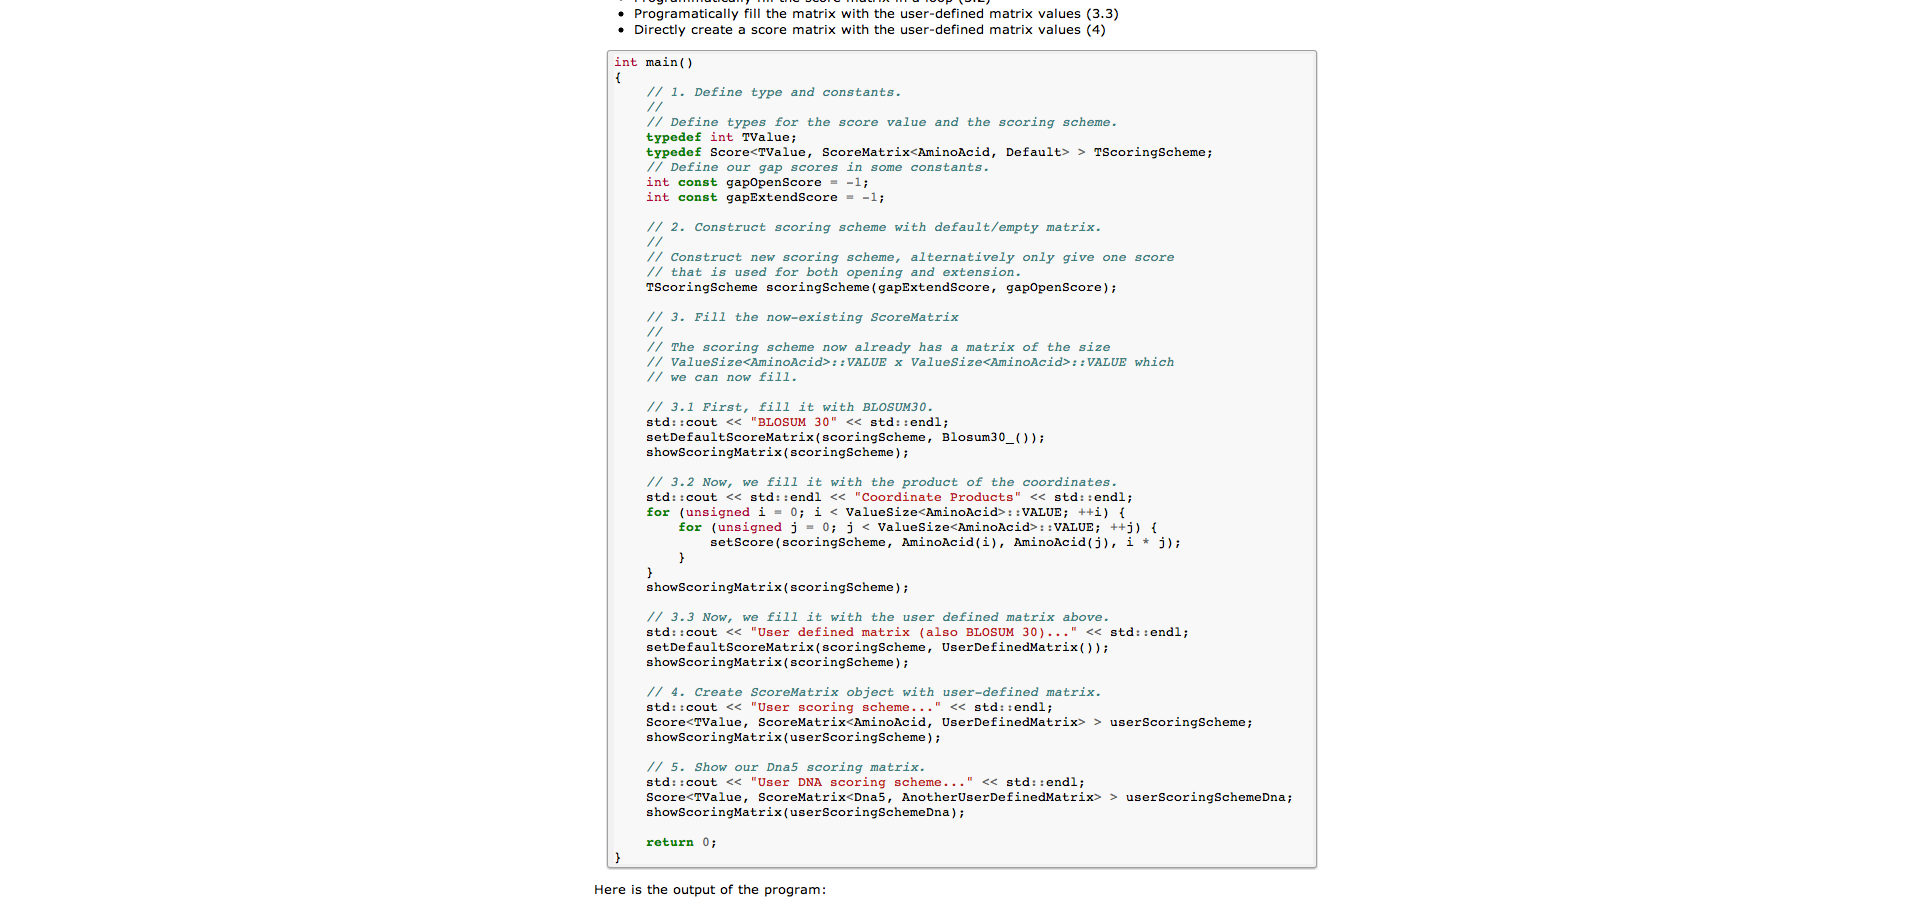 Programatically fill the matrix with the user-defined matrix values (3.3)
Directly create a score matrix with the user-defined matrix values (4)
int main()
{
// 1. Define type and constants.
//
// Define types for the score value and the scoring scheme.
typedef int TValue;
typedef Score<TValue, ScoreMatrix<AminoAcid, Default> > TScoringScheme;
// Define our gap scores in some constants.
int const gapOpenScore = -1;
int const gapExtendScore = -1;
// 2. Construct scoring scheme with default/empty matrix.
//
// Construct new scoring scheme, alternatively only give one score
// that is used for both opening and extension.
TScoringScheme scoringScheme(gapExtendScore, gapOpenScore);
// 3. Fill the now-existing ScoreMatrix
//
// The scoring scheme now already has a matrix of the size
// ValueSize<AminoAcid>::VALUE x ValueSize<AminoAcid>::VALUE which
// we can now fill.
// 3.1 First, fill it with BLOSUM30.
std::cout << "BLOSUM 30" << std::endl;
setDefaultScoreMatrix(scoringScheme, Blosum30_());
showScoringMatrix(scoringScheme);
// 3.2 Now, we fill it with the product of the coordinates.
std::cout << std::endl << "Coordinate Products" << std::endl;
for (unsigned i = 0; i < ValueSize<AminoAcid>::VALUE; ++i) {
for (unsigned j = 0; j < ValueSize<AminoAcid>::VALUE; ++j) {
setScore(scoringScheme, AminoAcid(i), AminoAcid(j), i * j);
}
}
showScoringMatrix(scoringScheme);
// 3.3 Now, we fill it with the user defined matrix above.
std::cout << "User defined matrix (also BLOSUM 30)..." << std::endl;
setDefaultScoreMatrix(scoringScheme, UserDefinedMatrix());
showScoringMatrix(scoringScheme);
// 4. Create ScoreMatrix object with user-defined matrix.
std::cout << "User scoring scheme..." << std::endl;
Score<TValue, ScoreMatrix<AminoAcid, UserDefinedMatrix> > userScoringScheme;
showScoringMatrix(userScoringScheme);
// 5. Show our Dna5 scoring matrix.
std::cout << "User DNA scoring scheme..." << std::endl;
Score<TValue, ScoreMatrix<Dna5, AnotherUserDefinedMatrix> > userScoringSchemeDna;
showScoringMatrix(userScoringSchemeDna);
return 0;
}
Here is the output of the program: